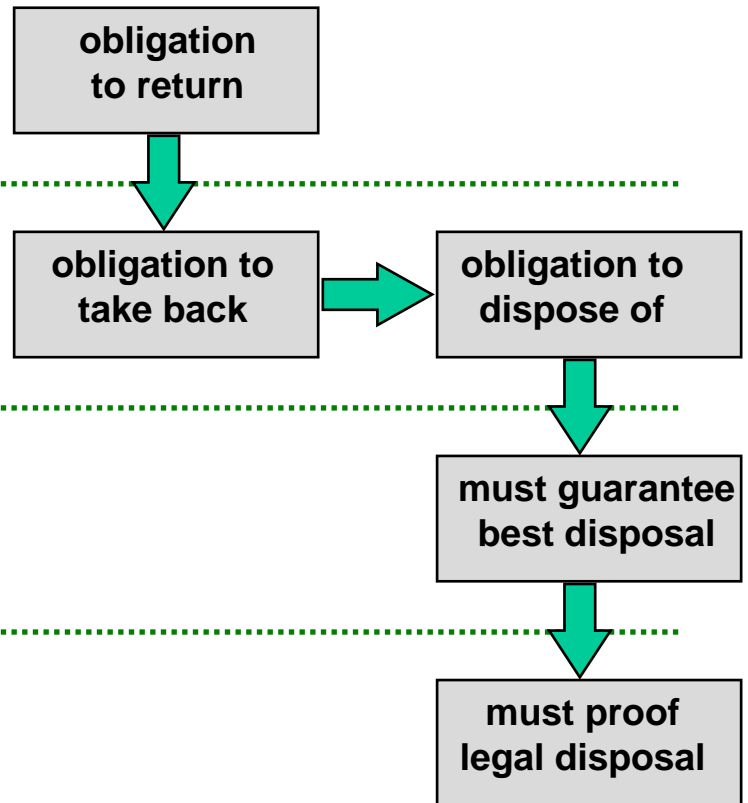 obligation
to return
obligation to
take back
obligation to
dispose of
must guarantee
best disposal
must proof
legal disposal